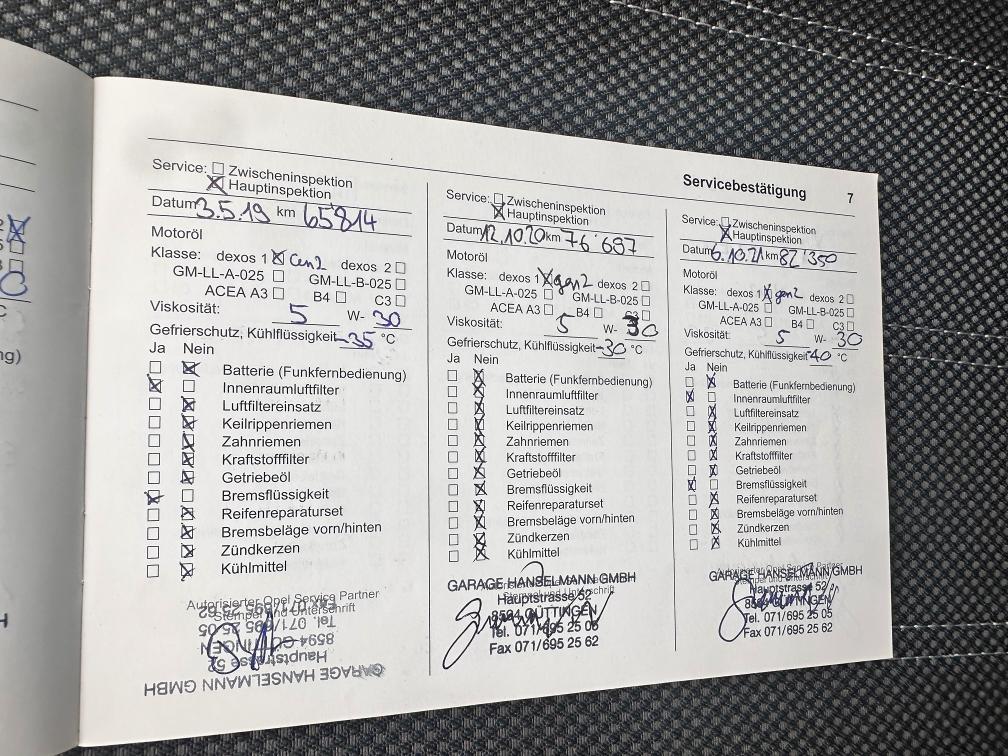 Servicebestätigung 7
Service: Zwischeninspektion
Hauptinspektion
Datum 3.5.19 km 65814
Motoröl
Klasse: dexos 1 Gen2 dexos 2
GM-LL-A-025 GM-LL-B-025
ACEA A3 B4 C3
Viskosität: 5 W- 30
Gefrierschutz, Kühlflüssigkeit -35 °C
Ja Nein
Batterie (Funkfernbedienung)
Innenraumluftfilter
Luftfiltereinsatz
Keilrippenriemen
Zahnriemen
Kraftstofffilter
Getriebeöl
Bremsflüssigkeit
Reifenreparaturset
Bremsbeläge vorn/hinten
Zündkerzen
Kühlmittel
Autorisierter Opel Service Partner
Stempel und Unterschrift
GARAGE HANSELMANN GMBH
Hauptstrasse 52
8594 GÜTTINGEN
Tel. 071/695 25 05
Fax 071/695 25 62
Service: Zwischeninspektion
Hauptinspektion
Datum 12.10.20 km 76'687
Motoröl
Klasse: dexos 1 gen2 dexos 2
GM-LL-A-025 GM-LL-B-025
ACEA A3 B4 C3
Viskosität: 5 W- 30
Gefrierschutz, Kühlflüssigkeit -30 °C
Ja Nein
Batterie (Funkfernbedienung)
Innenraumluftfilter
Luftfiltereinsatz
Keilrippenriemen
Zahnriemen
Kraftstofffilter
Getriebeöl
Bremsflüssigkeit
Reifenreparaturset
Bremsbeläge vorn/hinten
Zündkerzen
Kühlmittel
GARAGE HANSELMANN GMBH
Hauptstrasse 52
8594 GÜTTINGEN
Tel. 071/695 25 05
Fax 071/695 25 62
Service: Zwischeninspektion
Hauptinspektion
Datum 6.10.21 km 82'350
Motoröl
Klasse: dexos 1 gen2 dexos 2
GM-LL-A-025 GM-LL-B-025
ACEA A3 B4 C3
Viskosität: 5 W- 30
Gefrierschutz, Kühlflüssigkeit -40 °C
Ja Nein
Batterie (Funkfernbedienung)
Innenraumluftfilter
Luftfiltereinsatz
Keilrippenriemen
Zahnriemen
Kraftstofffilter
Getriebeöl
Bremsflüssigkeit
Reifenreparaturset
Bremsbeläge vorn/hinten
Zündkerzen
Kühlmittel
Autorisierter Opel Service Partner
GARAGE HANSELMANN GMBH
Hauptstrasse 52
8594 GÜTTINGEN
Tel. 071/695 25 05
Fax 071/695 25 62